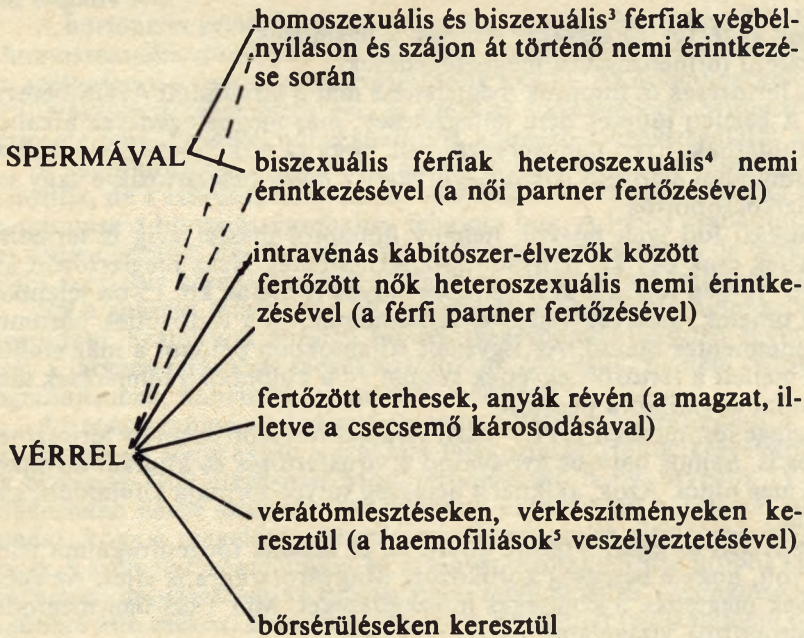 homoszexuális és biszexuális³ férfiak végbél-
nyíláson és szájon át történő nemi érintkezé-
se során
SPERMÁVAL
biszexuális férfiak heteroszexuális⁴ nemi
érintkezésével (a női partner fertőzésével)
intravénás kábítószer-élvezők között
fertőzött nők heteroszexuális nemi érintke-
zésével (a férfi partner fertőzésével)
fertőzött terhesek, anyák révén (a magzat, il-
letve a csecsemő károsodásával)
VÉRREL
vérátömlesztéseken, vérkészítményeken ke-
resztül (a haemofiliások⁵ veszélyeztetésével)
bőrsérüléseken keresztül